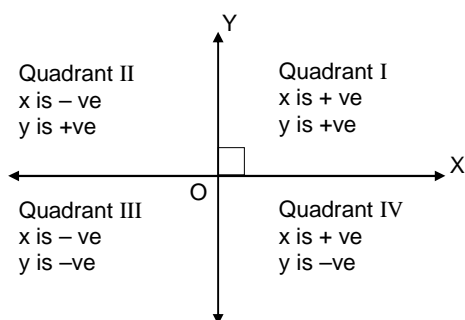 Y
Quadrant II
x is – ve
y is +ve
Quadrant I
x is + ve
y is +ve
X
O
Quadrant III
x is – ve
y is –ve
Quadrant IV
x is + ve
y is –ve